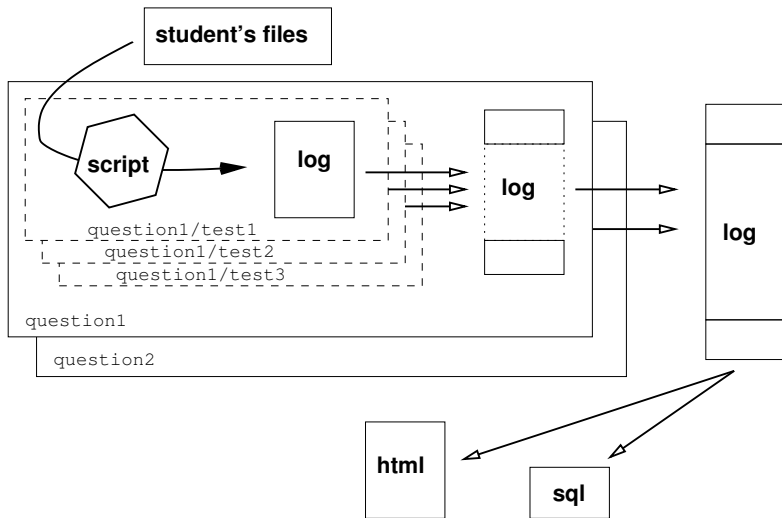 student's files
script
log
log
log
question1/test1
question1/test2
question1/test3
question1
question2
html
sql